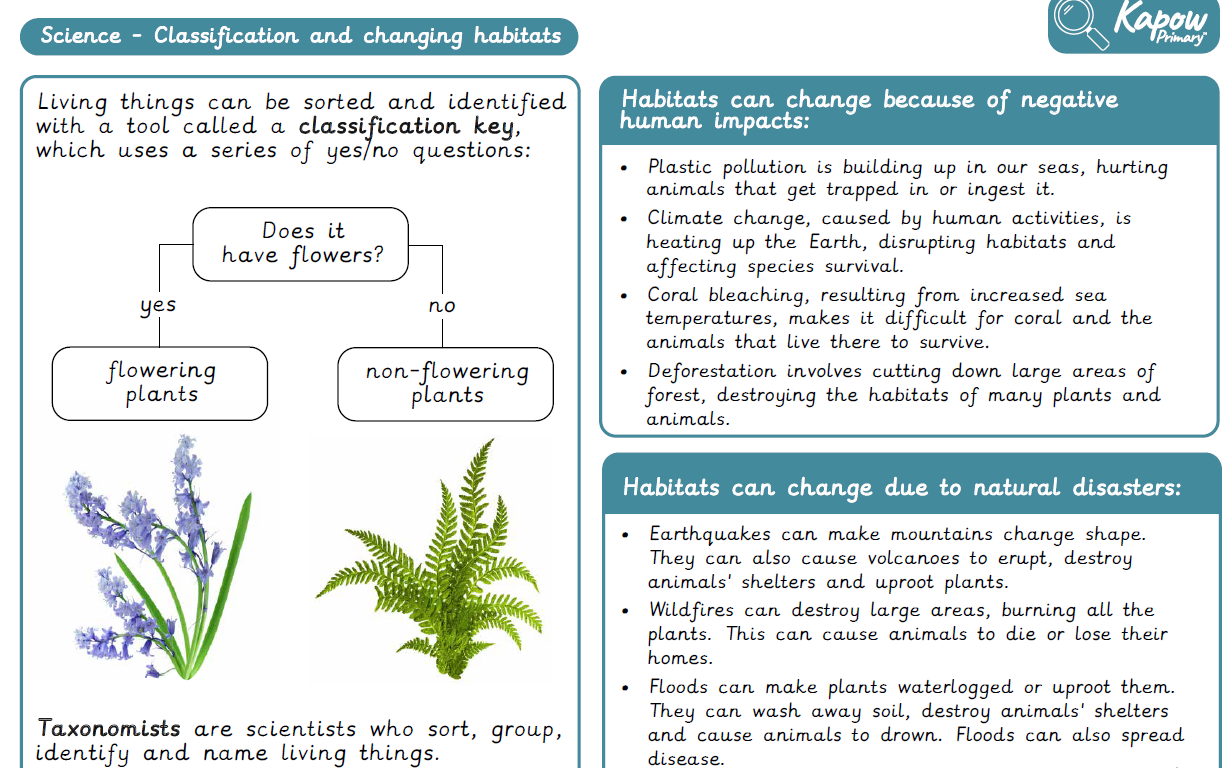 Science - Classification and changing habitats
Kapow
Primary™
Living things can be sorted and identified
with a tool called a classification key,
which uses a series of yes/no questions:
Does it
have flowers?
yes
no
flowering
plants
non-flowering
plants
Taxonomists are scientists who sort, group,
identify and name living things.
Habitats can change because of negative
human impacts:
• Plastic pollution is building up in our seas, hurting
animals that get trapped in or ingest it.
• Climate change, caused by human activities, is
heating up the Earth, disrupting habitats and
affecting species survival.
• Coral bleaching, resulting from increased sea
temperatures, makes it difficult for coral and the
animals that live there to survive.
• Deforestation involves cutting down large areas of
forest, destroying the habitats of many plants and
animals.
Habitats can change due to natural disasters:
• Earthquakes can make mountains change shape.
They can also cause volcanoes to erupt, destroy
animals' shelters and uproot plants.
• Wildfires can destroy large areas, burning all the
plants. This can cause animals to die or lose their
homes.
• Floods can make plants waterlogged or uproot them.
They can wash away soil, destroy animals' shelters
and cause animals to drown. Floods can also spread
disease.